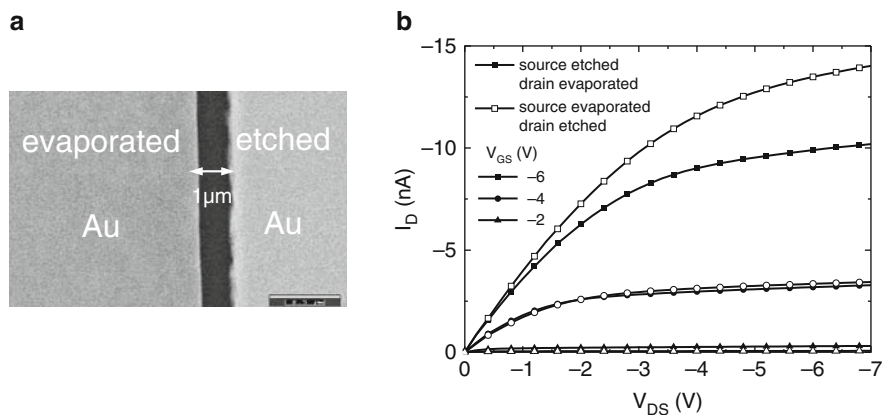 a
evaporated
etched
1μm
Au
Au
b
−15
−10
−5
0
I_D (nA)
source etched
drain evaporated
source evaporated
drain etched
V_GS (V)
−6
−4
−2
0
−1
−2
−3
−4
−5
−6
−7
V_DS (V)